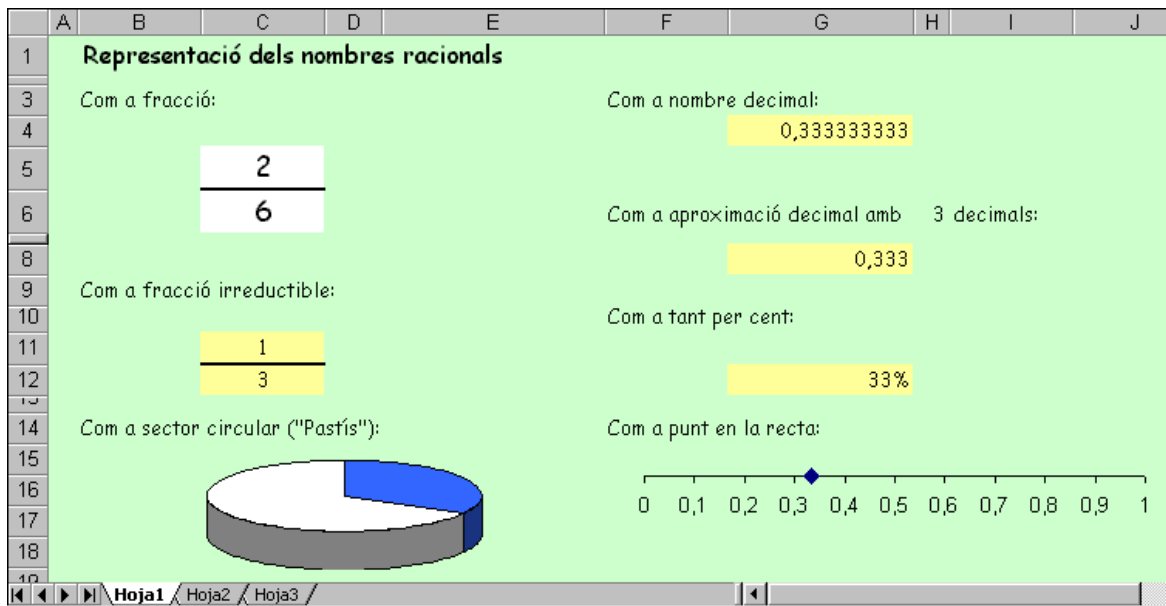 A B C D E F G H I J
1 Representació dels nombres racionals
3 Com a fracció: Com a nombre decimal:
4 0,333333333
5 2
6 6 Com a aproximació decimal amb 3 decimals:
8 0,333
9 Com a fracció irreductible:
10 Com a tant per cent:
11 1
12 3 33%
13
14 Com a sector circular ("Pastís"): Com a punt en la recta:
15
16
0 0,1 0,2 0,3 0,4 0,5 0,6 0,7 0,8 0,9 1
17
18
19
Hoja1 Hoja2 Hoja3